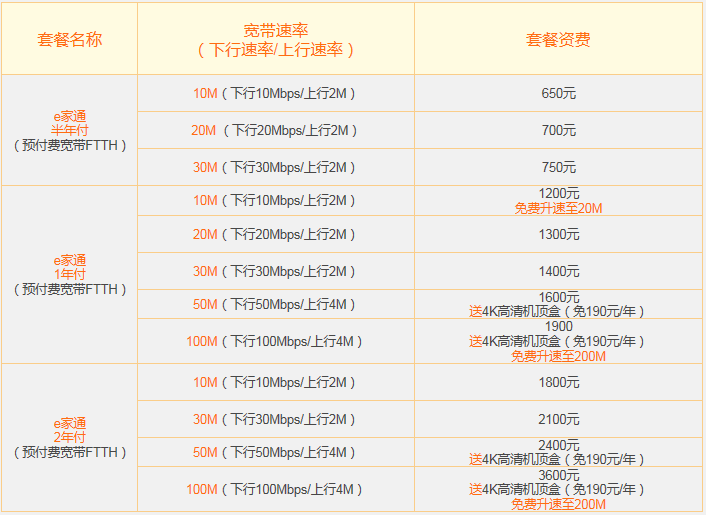 套餐名称
宽带速率
（下行速率/上行速率）
套餐资费
e家通
半年付
（预付费宽带FTTH）
10M（下行10Mbps/上行2M）
650元
20M （下行20Mbps/上行2M）
700元
30M（下行30Mbps/上行2M）
750元
e家通
1年付
（预付费宽带FTTH）
10M（下行10Mbps/上行2M）
1200元
免费升速至20M
20M（下行20Mbps/上行2M）
1300元
30M（下行30Mbps/上行2M）
1400元
50M（下行50Mbps/上行4M）
1600元
送4K高清机顶盒（免190元/年）
100M（下行100Mbps/上行4M）
1900
送4K高清机顶盒（免190元/年）
免费升速至200M
e家通
2年付
（预付费宽带FTTH）
10M（下行10Mbps/上行2M）
1800元
30M（下行30Mbps/上行2M）
2100元
50M（下行50Mbps/上行4M）
2400元
送4K高清机顶盒（免190元/年）
100M（下行100Mbps/上行4M）
3600元
送4K高清机顶盒（免190元/年）
免费升速至200M